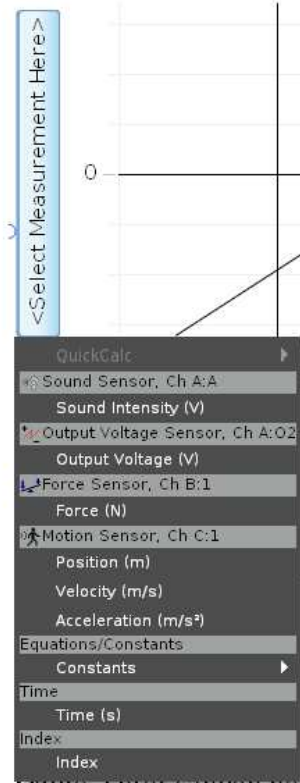 <Select Measurement Here>
0
QuickCalc
Sound Sensor, Ch A:A
Sound Intensity (V)
Output Voltage Sensor, Ch A:O2
Output Voltage (V)
Force Sensor, Ch B:1
Force (N)
Motion Sensor, Ch C:1
Position (m)
Velocity (m/s)
Acceleration (m/s²)
Equations/Constants
Constants
Time
Time (s)
Index
Index